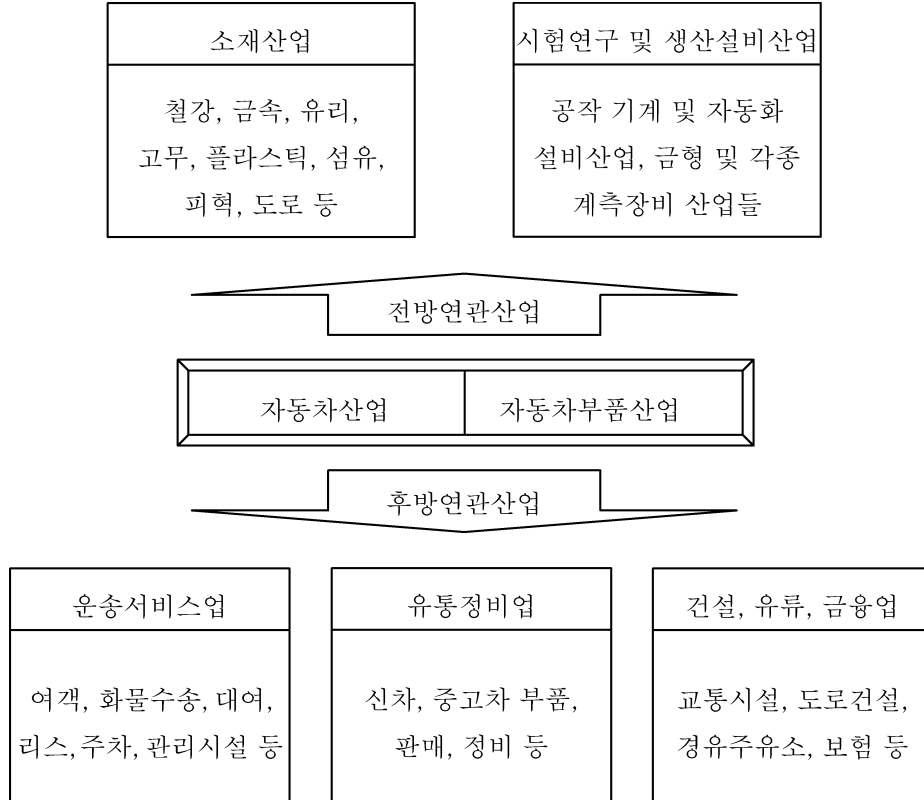 소재산업
철강, 금속, 유리,
고무, 플라스틱, 섬유,
피혁, 도로 등
시험연구 및 생산설비산업
공작 기계 및 자동화
설비산업, 금형 및 각종
계측장비 산업들
전방연관산업
자동차산업
자동차부품산업
후방연관산업
운송서비스업
여객, 화물수송, 대여,
리스, 주차, 관리시설 등
유통정비업
신차, 중고차 부품,
판매, 정비 등
건설, 유류, 금융업
교통시설, 도로건설,
경유주유소, 보험 등